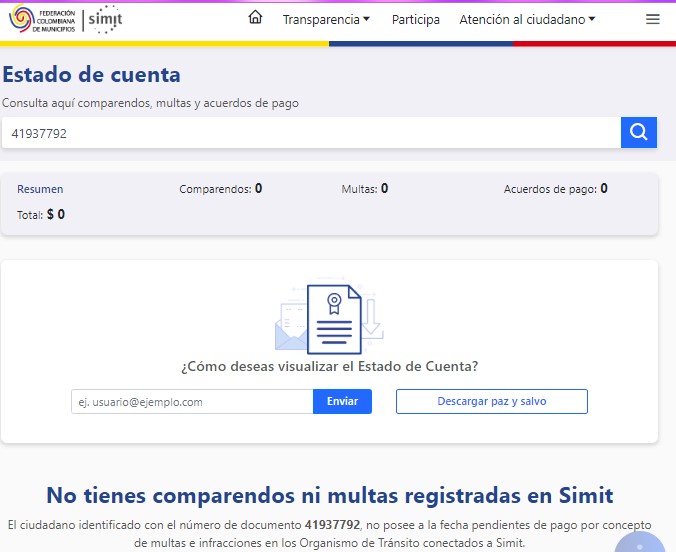 FEDERACIÓN
COLOMBIANA
DE MUNICIPIOS
simit
Transparencia
Participa
Atención al ciudadano
Estado de cuenta
Consulta aquí comparendos, multas y acuerdos de pago
41937792
Resumen
Comparendos: 0
Multas: 0
Acuerdos de pago: 0
Total: $ 0
¿Cómo deseas visualizar el Estado de Cuenta?
ej. usuario@ejemplo.com
Enviar
Descargar paz y salvo
No tienes comparendos ni multas registradas en Simit
El ciudadano identificado con el número de documento 41937792, no posee a la fecha pendientes de pago por concepto
de multas e infracciones en los Organismo de Tránsito conectados a Simit.